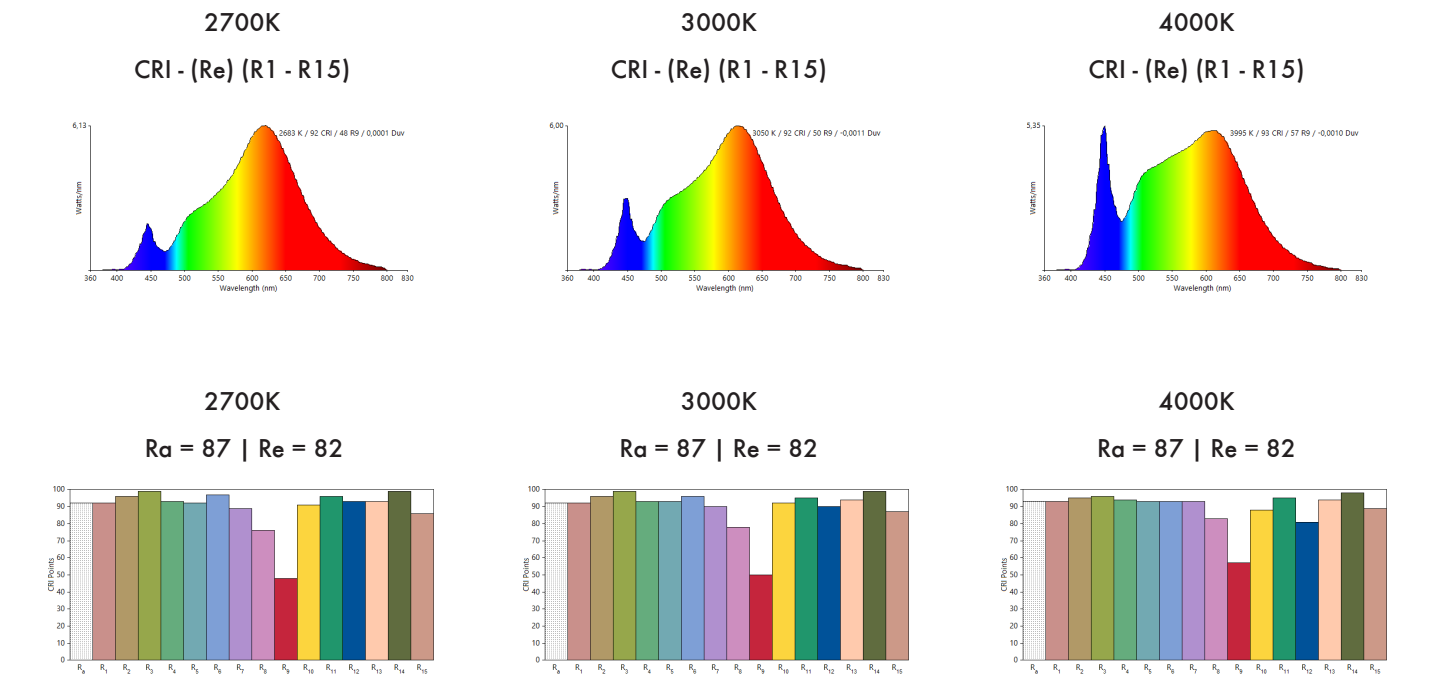 2700K
3000K
4000K
CRI - (Re) (R1 - R15)
CRI - (Re) (R1 - R15)
CRI - (Re) (R1 - R15)
6,13
2683 K / 92 CRI / 48 R9 / 0,0001 Duv
Watts/nm
360 400 450 500 550 600 650 700 750 800 830
Wavelength (nm)
6,00
3050 K / 92 CRI / 50 R9 / -0,0011 Duv
Watts/nm
360 400 450 500 550 600 650 700 750 800 830
Wavelength (nm)
5,35
3995 K / 93 CRI / 57 R9 / -0,0010 Duv
Watts/nm
360 400 450 500 550 600 650 700 750 800 830
Wavelength (nm)
2700K
3000K
4000K
Ra = 87 | Re = 82
Ra = 87 | Re = 82
Ra = 87 | Re = 82
100
90
80
70
60
50
40
30
20
10
0
CRI Points
Ra R1 R2 R3 R4 R5 R6 R7 R8 R9 R10 R11 R12 R13 R14 R15
100
90
80
70
60
50
40
30
20
10
0
CRI Points
Ra R1 R2 R3 R4 R5 R6 R7 R8 R9 R10 R11 R12 R13 R14 R15
100
90
80
70
60
50
40
30
20
10
0
CRI Points
Ra R1 R2 R3 R4 R5 R6 R7 R8 R9 R10 R11 R12 R13 R14 R15